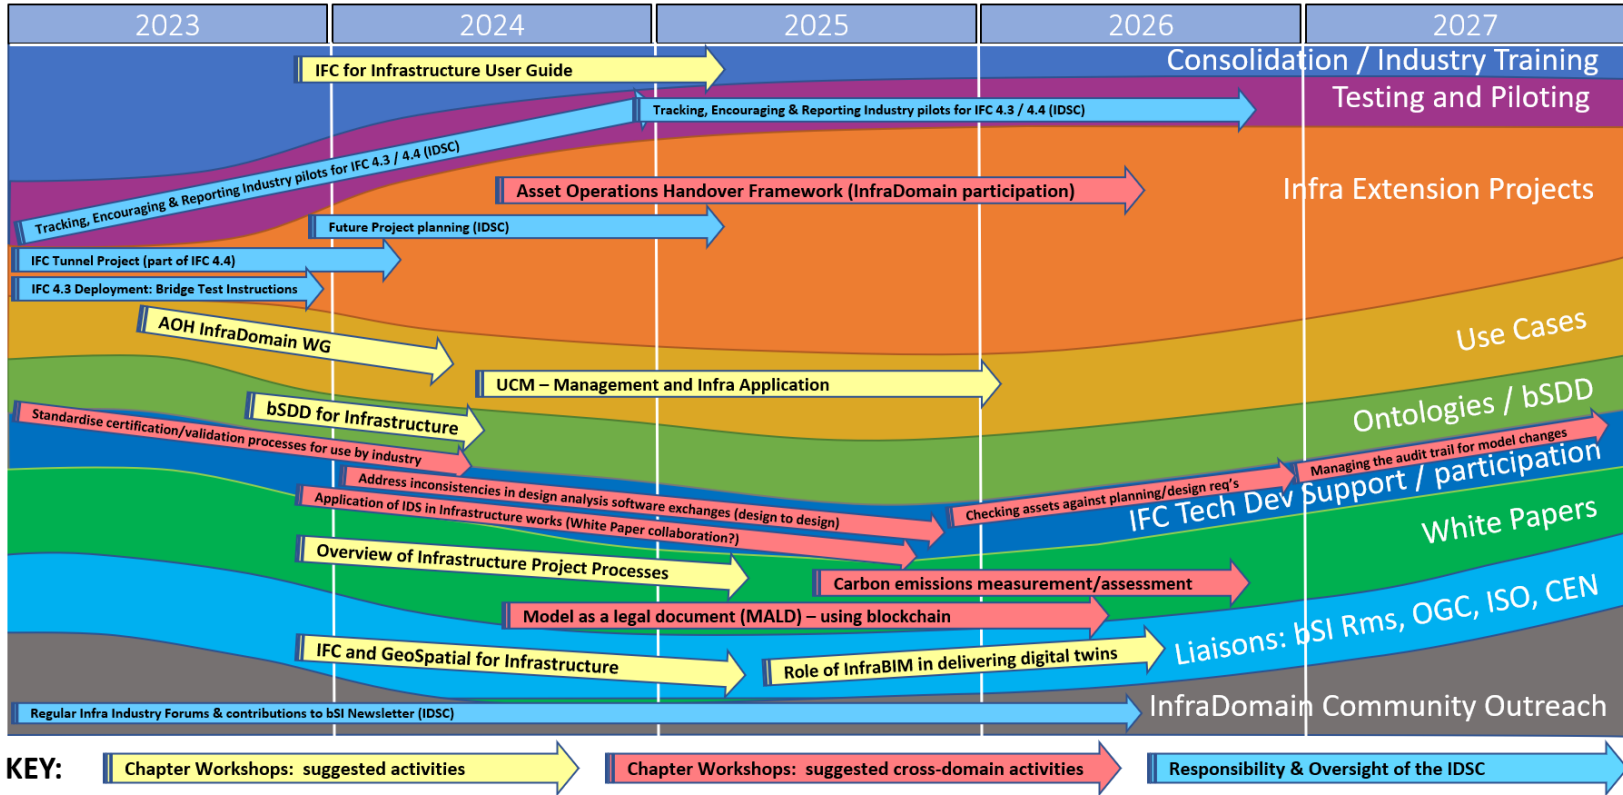 2023
2024
2025
2026
2027
IFC for Infrastructure User Guide
Consolidation / Industry Training
Testing and Piloting
Tracking, Encouraging & Reporting Industry pilots for IFC 4.3 / 4.4 (IDSC)
Tracking, Encouraging & Reporting Industry pilots for IFC 4.3 / 4.4 (IDSC)
Asset Operations Handover Framework (InfraDomain participation)
Infra Extension Projects
Future Project planning (IDSC)
IFC Tunnel Project (part of IFC 4.4)
IFC 4.3 Deployment: Bridge Test Instructions
AOH InfraDomain WG
Use Cases
UCM – Management and Infra Application
bSDD for Infrastructure
Ontologies / bSDD
Standardise certification/validation processes for use by
industry
Managing the audit trail for model changes
Address inconsistencies in design analysis software exchanges (design to design)
Checking assets against planning/design req's
IFC Tech Dev Support / participation
Application of IDS in Infrastructure works (White Paper collaboration?)
White Papers
Overview of Infrastructure Project Processes
Carbon emissions measurement/assessment
Model as a legal document (MALD) – using blockchain
Liaisons: bSI Rms, OGC, ISO, CEN
IFC and GeoSpatial for Infrastructure
Role of InfraBIM in delivering digital twins
Regular Infra Industry Forums & contributions to bSI Newsletter (IDSC)
InfraDomain Community Outreach
KEY:
Chapter Workshops: suggested activities
Chapter Workshops: suggested cross-domain activities
Responsibility & Oversight of the IDSC